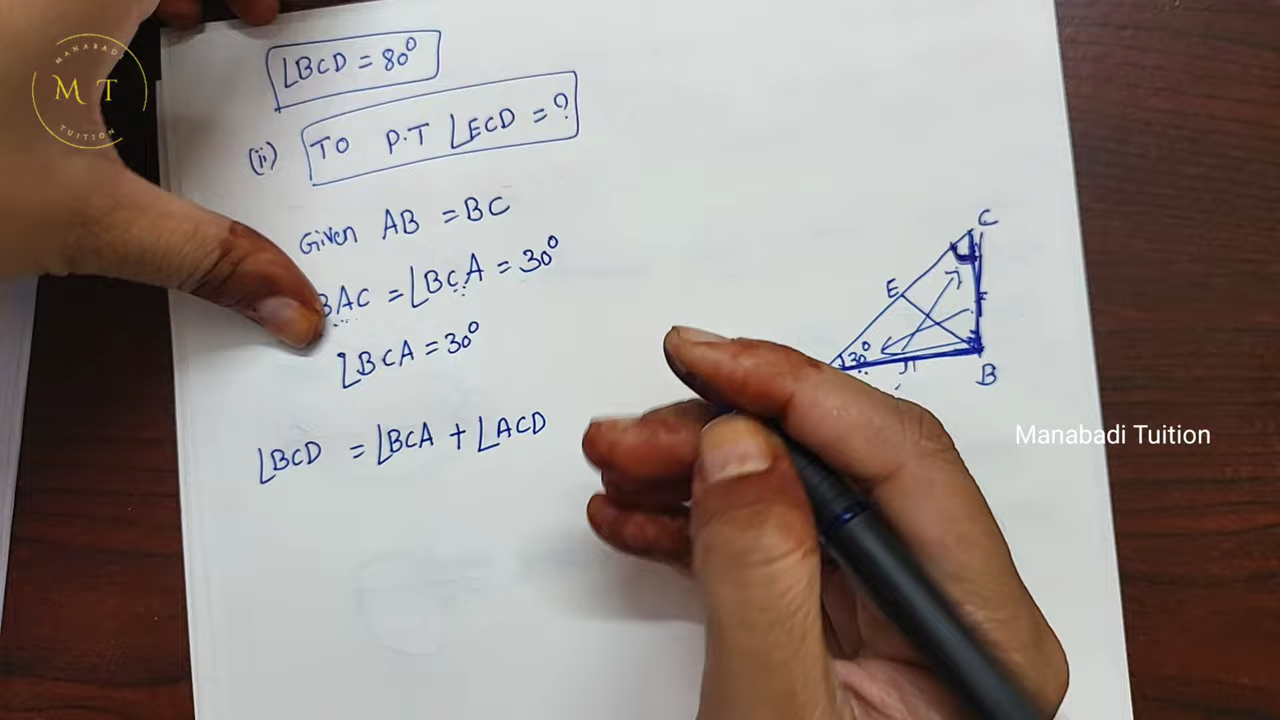 MANABADI
M T
TUITION
∠BCD = 80°
(ii) TO P.T ∠ECD = ?
Given AB = BC
BAC = ∠BCA = 30°
∠BCA = 30°
∠BCD = ∠BCA + ∠ACD
C
E
30°
B
Manabadi Tuition